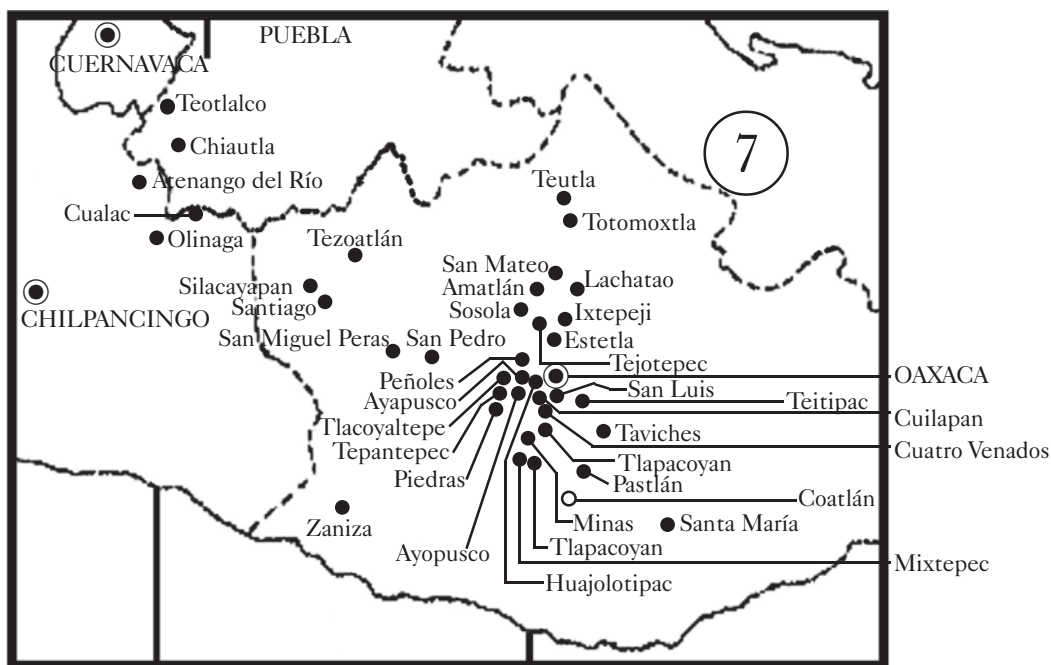 PUEBLA
CUERNAVACA
Teotlalco
7
Chiautla
Atenango del Río
Teutla
Cualac
Totomoxtla
Olinaga
Tezoatlán
San Mateo
Silacayapan
Amatlán
Lachatao
Santiago
Sosola
Ixtepeji
CHILPANCINGO
San Miguel Peras
San Pedro
Estetla
Tejotepec
Peñoles
OAXACA
San Luis
Ayapusco
Teitipac
Cuilapan
Tlacoyaltepe
Taviches
Tepantepec
Cuatro Venados
Tlapacoyan
Piedras
Pastlán
Coatlán
Zaniza
Minas
Santa María
Ayopusco
Tlapacoyan
Mixtepec
Huajolotipac